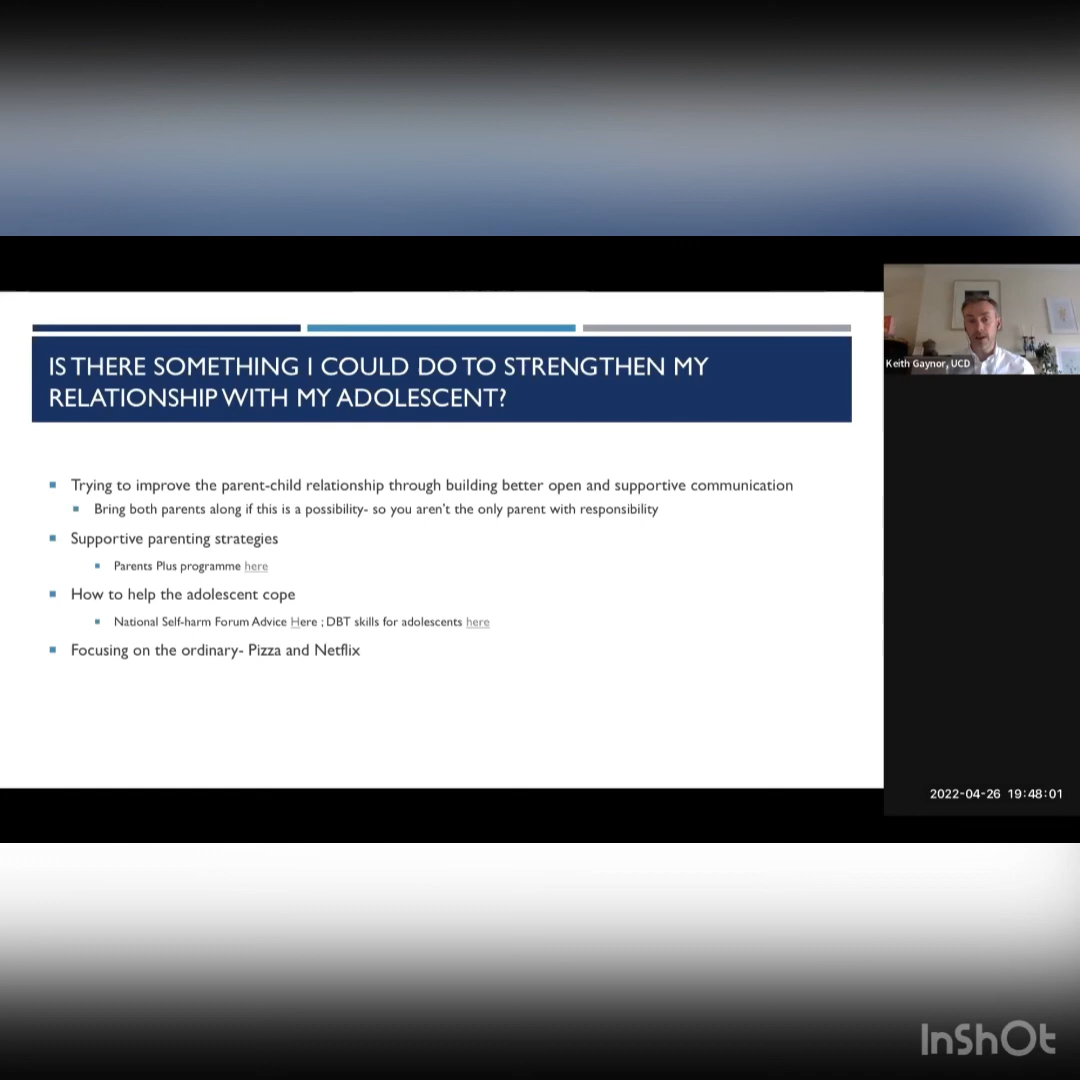 IS THERE SOMETHING I COULD DO TO STRENGTHEN MY
RELATIONSHIP WITH MY ADOLESCENT?
Trying to improve the parent-child relationship through building better open and supportive communication
Bring both parents along if this is a possibility- so you aren't the only parent with responsibility
Supportive parenting strategies
Parents Plus programme here
How to help the adolescent cope
National Self-harm Forum Advice Here ; DBT skills for adolescents here
Focusing on the ordinary- Pizza and Netflix
Keith Gaynor, UCD
2022-04-26 19:48:01
InShOt